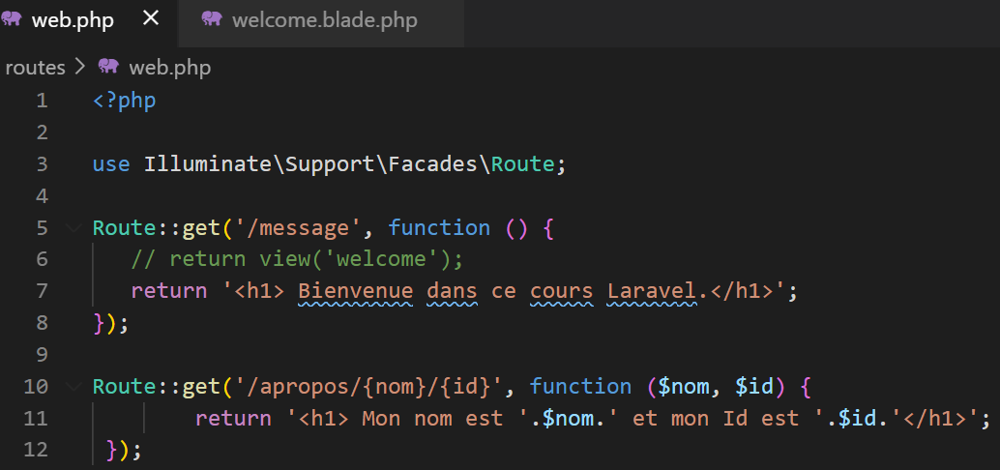 web.php × welcome.blade.php
routes > web.php
1 <?php
2
3 use Illuminate\Support\Facades\Route;
4
5 Route::get('/message', function () {
6 // return view('welcome');
7 return '<h1> Bienvenue dans ce cours Laravel.</h1>';
8 });
9
10 Route::get('/apropos/{nom}/{id}', function ($nom, $id) {
11 return '<h1> Mon nom est '.$nom.' et mon Id est '.$id.'</h1>';
12 });